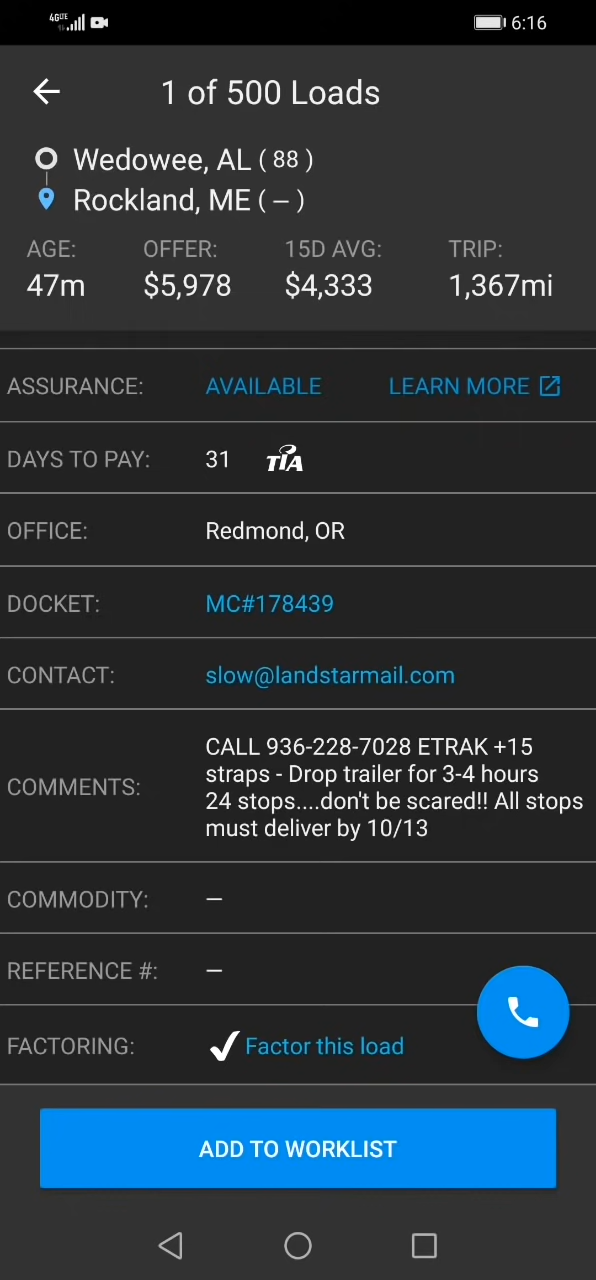 4G LTE 6:16
1 of 500 Loads
Wedowee, AL ( 88 )
Rockland, ME ( – )
AGE: OFFER: 15D AVG: TRIP:
47m $5,978 $4,333 1,367mi
ASSURANCE: AVAILABLE LEARN MORE
DAYS TO PAY: 31 TIA
OFFICE: Redmond, OR
DOCKET: MC#178439
CONTACT: slow@landstarmail.com
COMMENTS: CALL 936-228-7028 ETRAK +15
straps - Drop trailer for 3-4 hours
24 stops....don't be scared!! All stops
must deliver by 10/13
COMMODITY: –
REFERENCE #: –
FACTORING: Factor this load
ADD TO WORKLIST